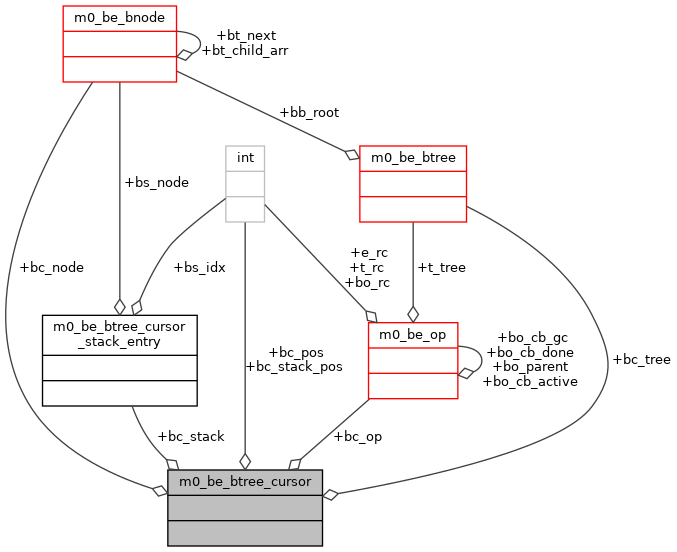 m0_be_bnode
+bt_next
+bt_child_arr
+bb_root
int
m0_be_btree
+bs_node
+e_rc
+t_rc
+bo_rc
+bc_node
+bs_idx
+t_tree
m0_be_btree_cursor
_stack_entry
m0_be_op
+bo_cb_gc
+bo_cb_done
+bo_parent
+bo_cb_active
+bc_pos
+bc_stack_pos
+bc_tree
+bc_stack
+bc_op
m0_be_btree_cursor